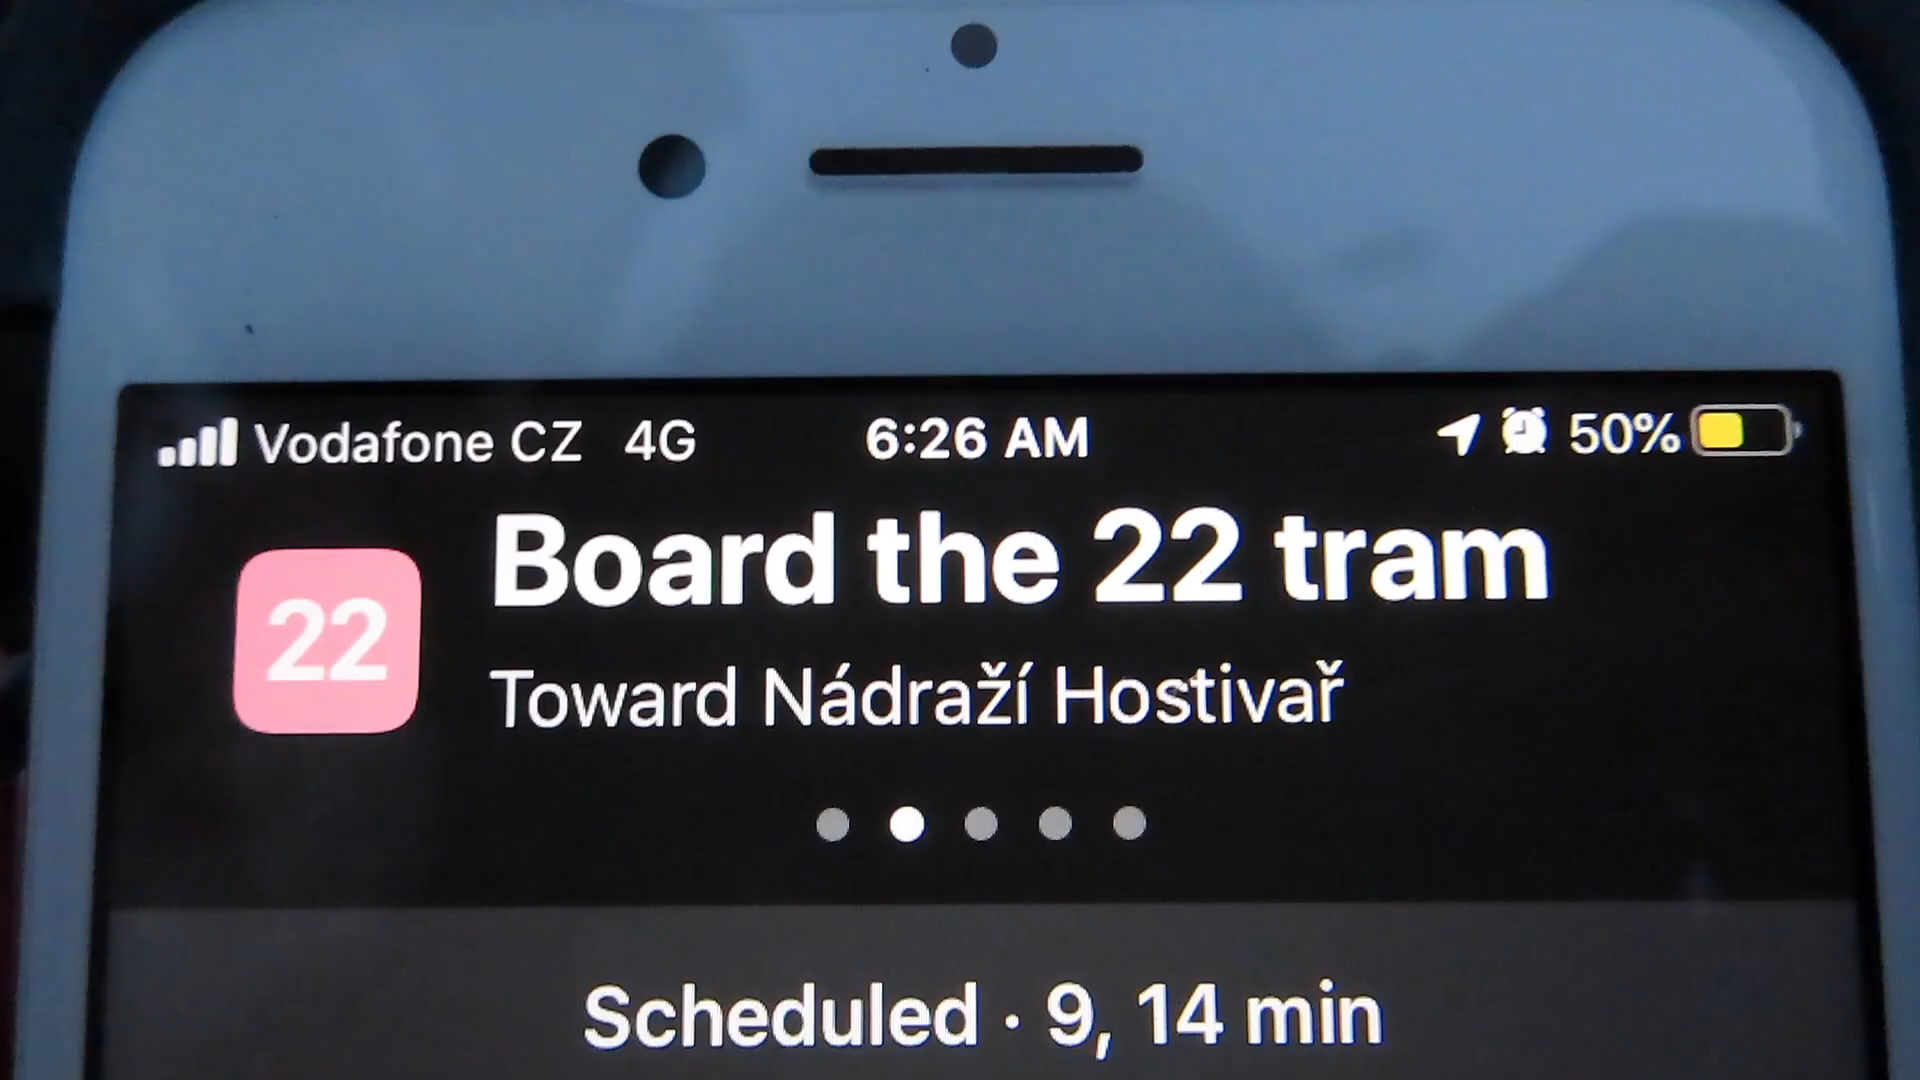 Vodafone CZ 4G 6:26 AM 50%
22
Board the 22 tram
Toward Nádraží Hostivař
Scheduled · 9, 14 min